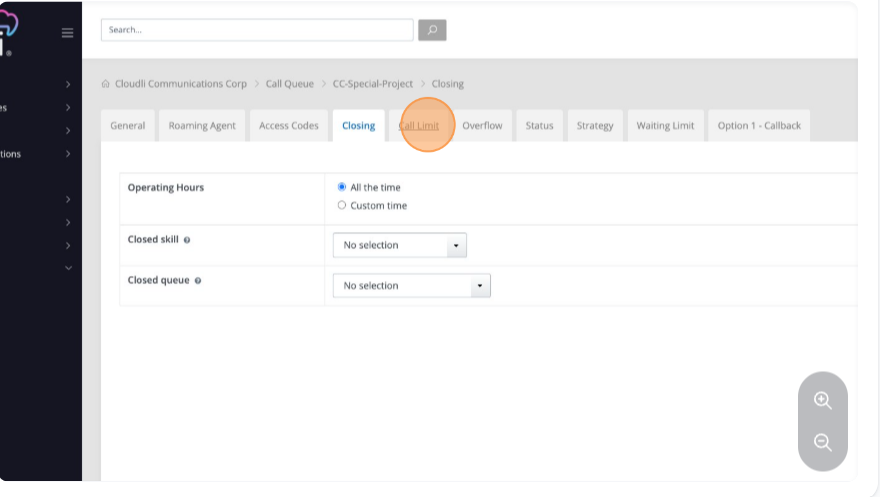 Search...
Cloudli Communications Corp > Call Queue > CC-Special-Project > Closing
General Roaming Agent Access Codes Closing Call Limit Overflow Status Strategy Waiting Limit Option 1 - Callback
es
tions
Operating Hours
All the time
Custom time
Closed skill
No selection
Closed queue
No selection